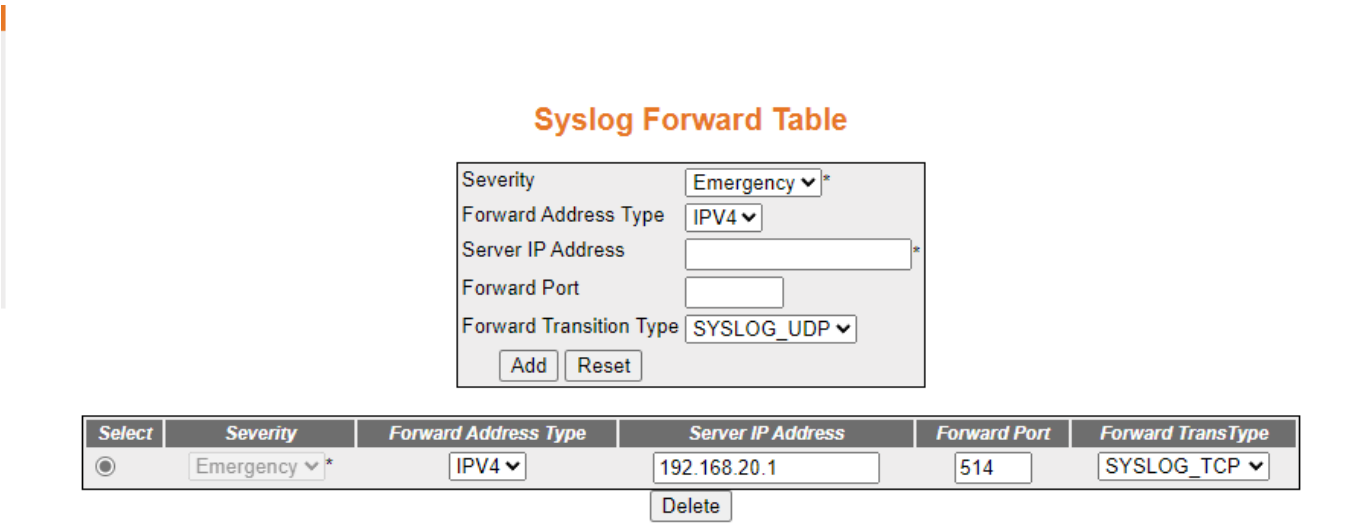 Syslog Forward Table
Severity Emergency *
Forward Address Type IPV4
Server IP Address *
Forward Port
Forward Transition Type SYSLOG_UDP
Add Reset
Select Severity Forward Address Type Server IP Address Forward Port Forward TransType
Emergency * IPV4 192.168.20.1 514 SYSLOG_TCP
Delete